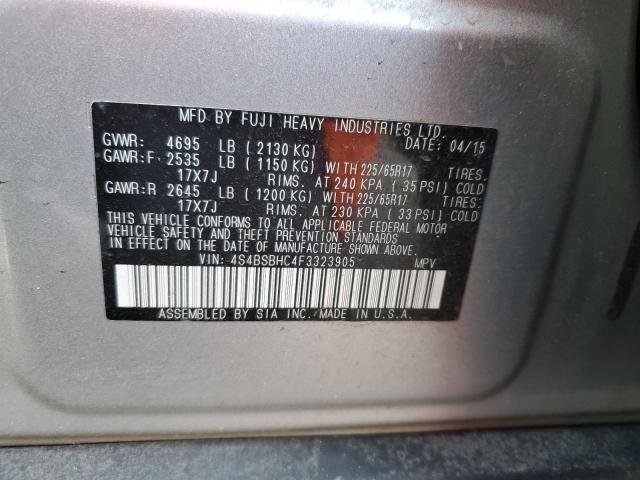 MFD BY FUJI HEAVY INDUSTRIES LTD.
GVWR: 4695 LB ( 2130 KG) DATE: 04/15
GAWR:F 2535 LB ( 1150 KG) WITH 225/65R17 TIRES.
17X7J RIMS. AT 240 KPA ( 35 PSI) COLD
GAWR:R 2645 LB ( 1200 KG) WITH 225/65R17 TIRES.
17X7J RIMS. AT 230 KPA ( 33 PSI) COLD
THIS VEHICLE CONFORMS TO ALL APPLICABLE FEDERAL MOTOR
VEHICLE SAFETY AND THEFT PREVENTION STANDARDS
IN EFFECT ON THE DATE OF MANUFACTURE SHOWN ABOVE.
VIN: 4S4BSBHC4F3323905 MPV
ASSEMBLED BY SIA INC. MADE IN U.S.A.